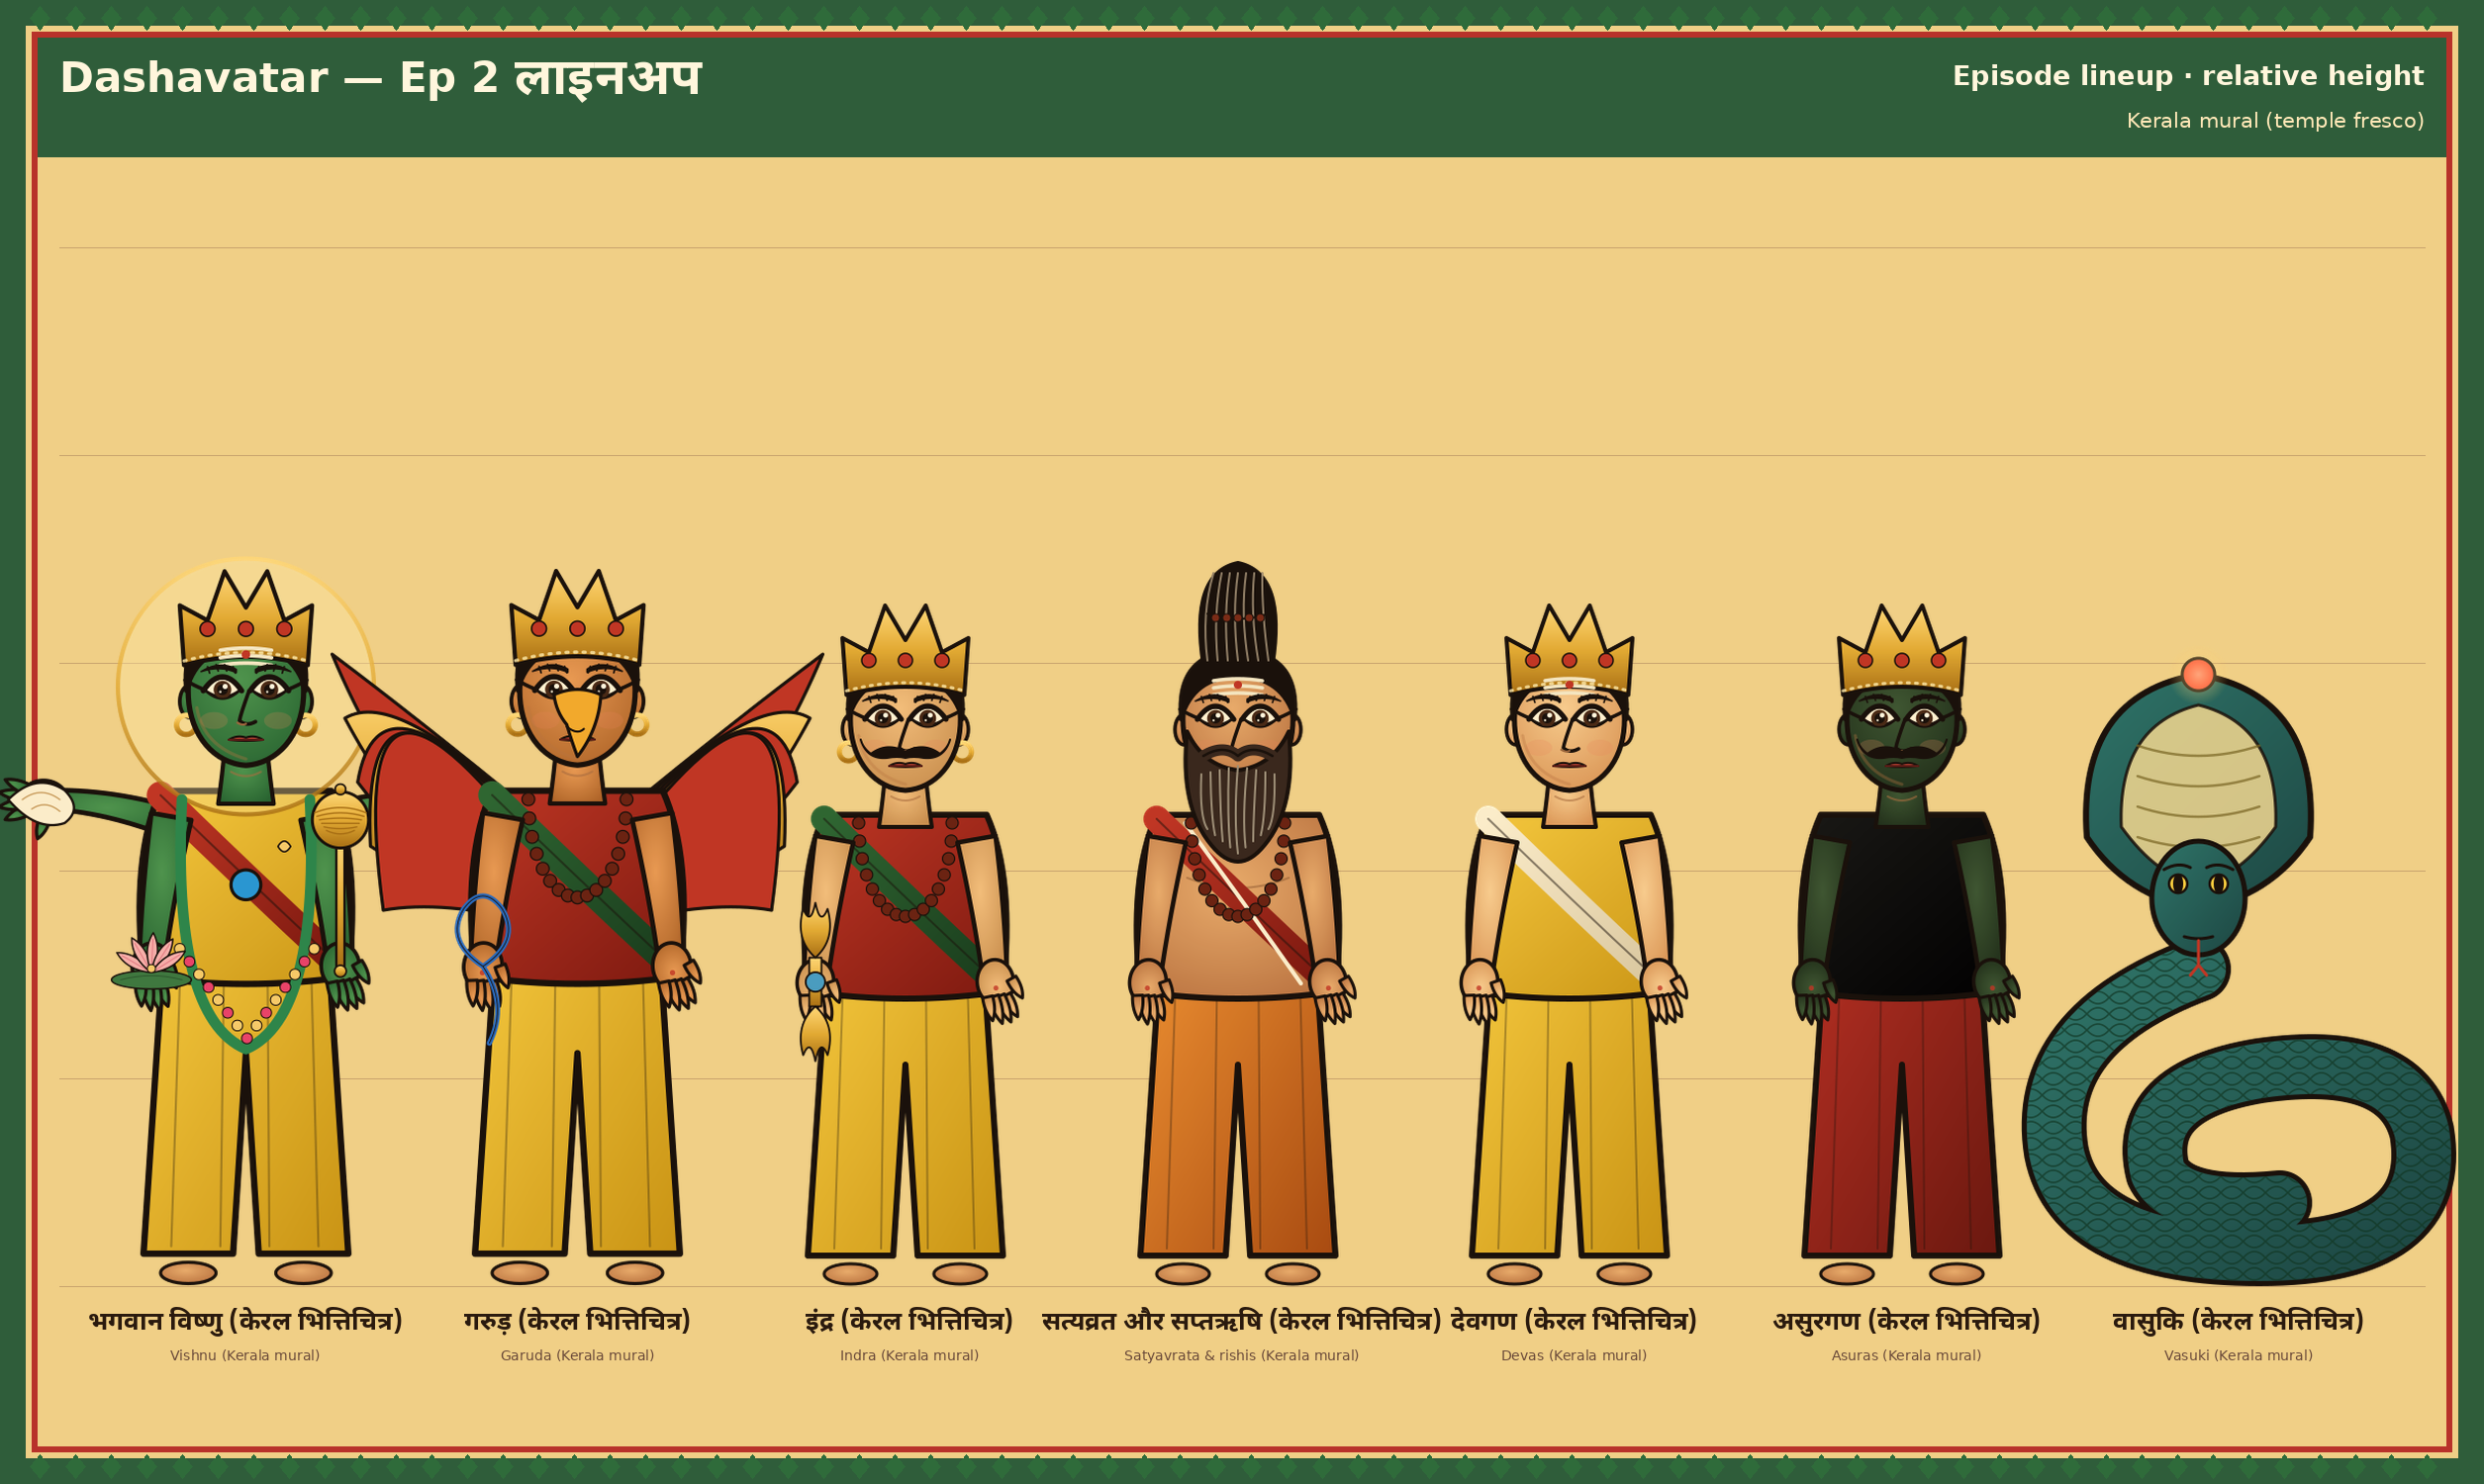 Dashavatar — Ep 2 लाइनअप
Episode lineup · relative height
Kerala mural (temple fresco)
भगवान विष्णु (केरल भित्तिचित्र)
Vishnu (Kerala mural)
गरुड़ (केरल भित्तिचित्र)
Garuda (Kerala mural)
इंद्र (केरल भित्तिचित्र)
Indra (Kerala mural)
सत्यव्रत और सप्तऋषि (केरल भित्तिचित्र)
Satyavrata & rishis (Kerala mural)
देवगण (केरल भित्तिचित्र)
Devas (Kerala mural)
असुरगण (केरल भित्तिचित्र)
Asuras (Kerala mural)
वासुकि (केरल भित्तिचित्र)
Vasuki (Kerala mural)